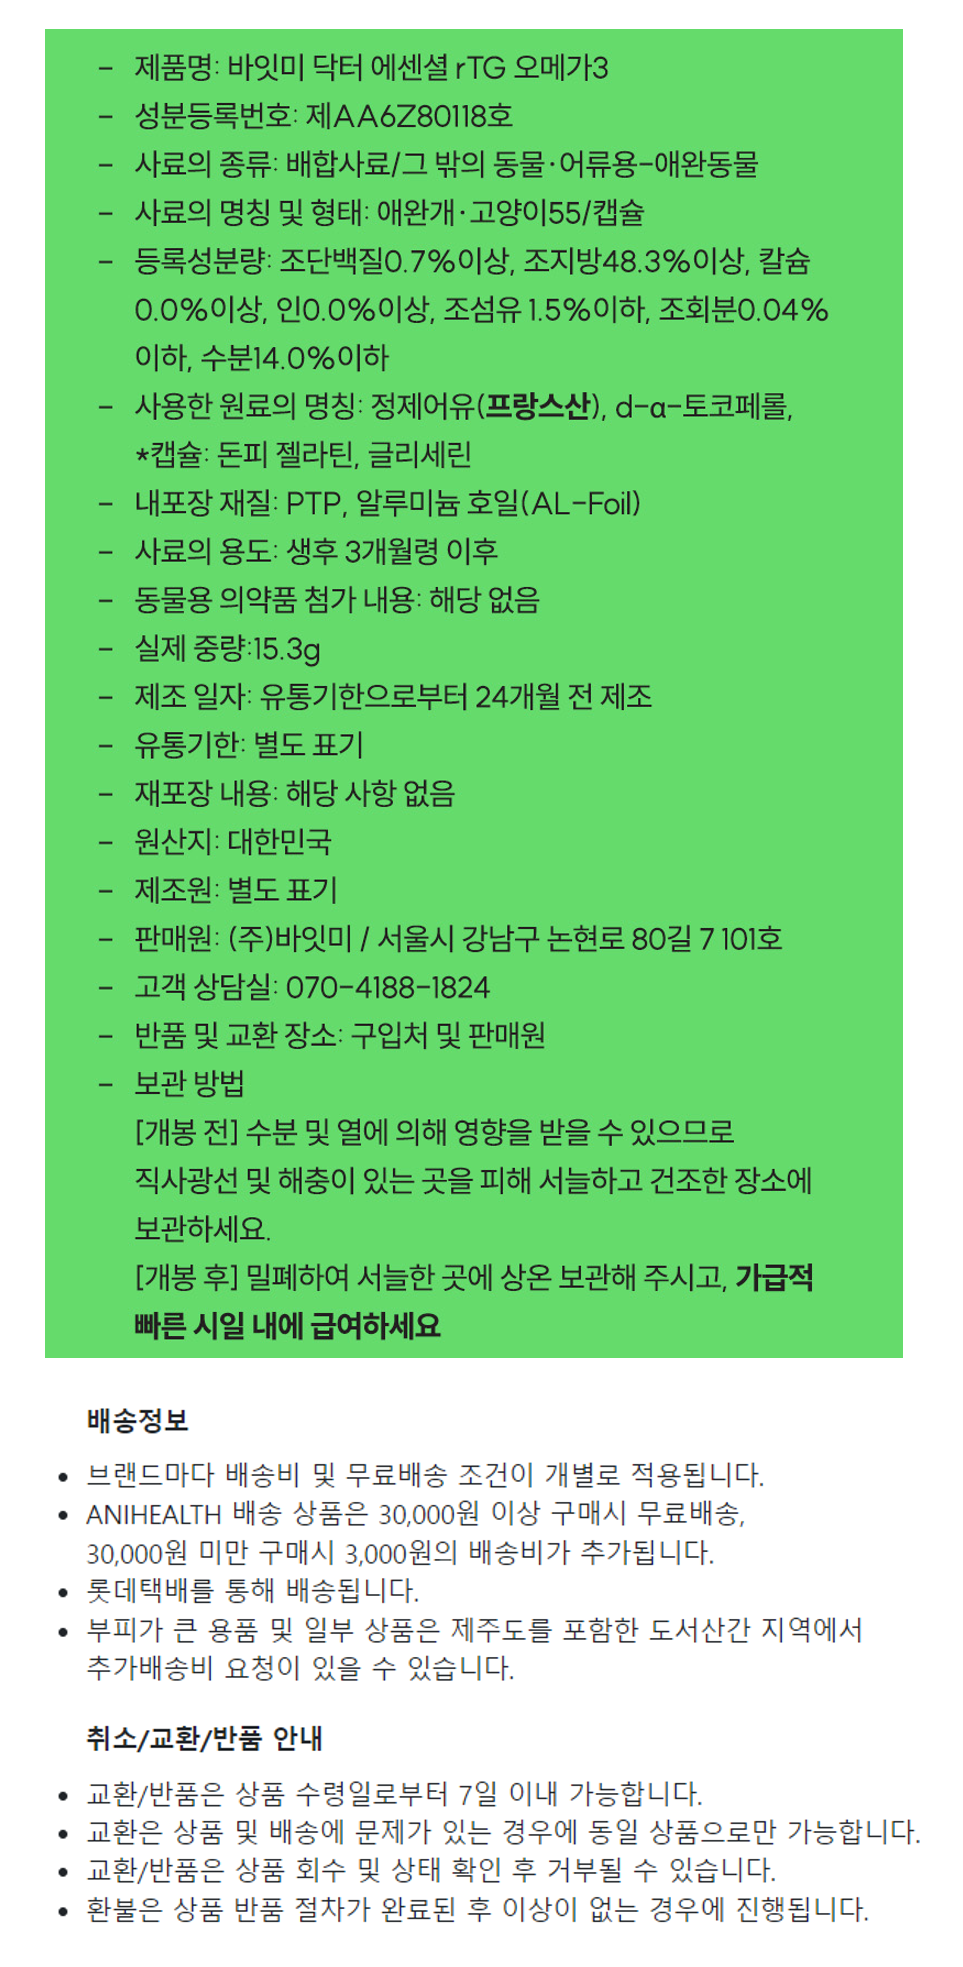 - 제품명: 바잇미 닥터 에센셜 rTG 오메가3
- 성분등록번호: 제AA6Z80118호
- 사료의 종류: 배합사료/그 밖의 동물·어류용-애완동물
- 사료의 명칭 및 형태: 애완개·고양이55/캡슐
- 등록성분량: 조단백질0.7%이상, 조지방48.3%이상, 칼슘
0.0%이상, 인0.0%이상, 조섬유 1.5%이하, 조회분0.04%
이하, 수분14.0%이하
- 사용한 원료의 명칭: 정제어유(프랑스산), d-α-토코페롤,
*캡슐: 돈피 젤라틴, 글리세린
- 내포장 재질: PTP, 알루미늄 호일(AL-Foil)
- 사료의 용도: 생후 3개월령 이후
- 동물용 의약품 첨가 내용: 해당 없음
- 실제 중량:15.3g
- 제조 일자: 유통기한으로부터 24개월 전 제조
- 유통기한: 별도 표기
- 재포장 내용: 해당 사항 없음
- 원산지: 대한민국
- 제조원: 별도 표기
- 판매원: (주)바잇미 / 서울시 강남구 논현로 80길 7 101호
- 고객 상담실: 070-4188-1824
- 반품 및 교환 장소: 구입처 및 판매원
- 보관 방법
[개봉 전] 수분 및 열에 의해 영향을 받을 수 있으므로
직사광선 및 해충이 있는 곳을 피해 서늘하고 건조한 장소에
보관하세요.
[개봉 후] 밀폐하여 서늘한 곳에 상온 보관해 주시고, 가급적
빠른 시일 내에 급여하세요
배송정보
• 브랜드마다 배송비 및 무료배송 조건이 개별로 적용됩니다.
• ANIHEALTH 배송 상품은 30,000원 이상 구매시 무료배송,
30,000원 미만 구매시 3,000원의 배송비가 추가됩니다.
• 롯데택배를 통해 배송됩니다.
• 부피가 큰 용품 및 일부 상품은 제주도를 포함한 도서산간 지역에서
추가배송비 요청이 있을 수 있습니다.
취소/교환/반품 안내
• 교환/반품은 상품 수령일로부터 7일 이내 가능합니다.
• 교환은 상품 및 배송에 문제가 있는 경우에 동일 상품으로만 가능합니다.
• 교환/반품은 상품 회수 및 상태 확인 후 거부될 수 있습니다.
• 환불은 상품 반품 절차가 완료된 후 이상이 없는 경우에 진행됩니다.